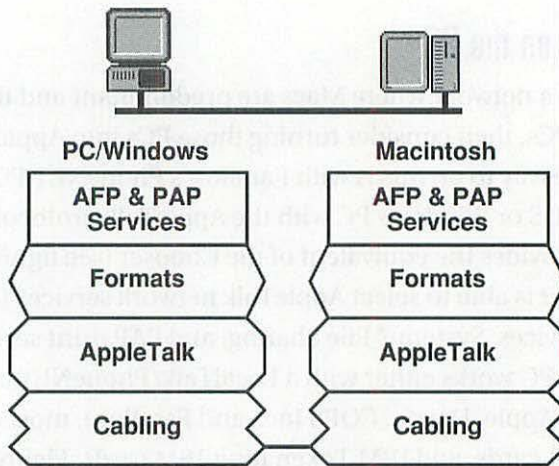 PC/Windows Macintosh
AFP & PAP AFP & PAP
Services Services
Formats Formats
AppleTalk AppleTalk
Cabling Cabling